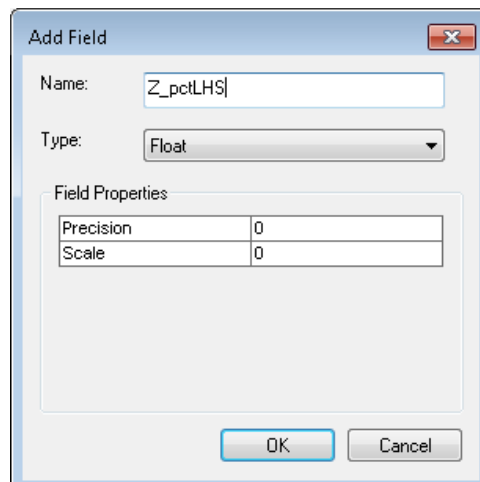 Add Field
Name: Z_pctLHS
Type: Float
Field Properties
Precision 0
Scale 0
OK Cancel